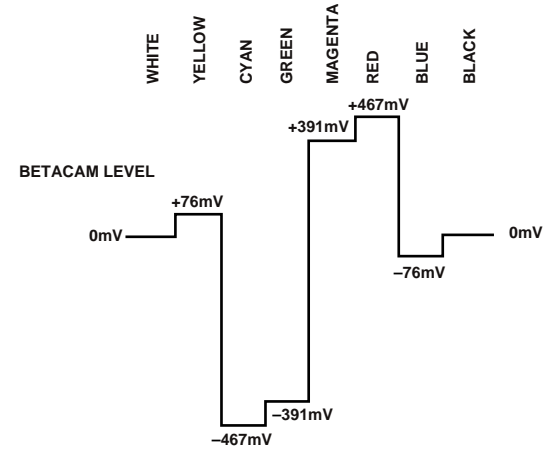 WHITE
YELLOW
CYAN
GREEN
MAGENTA
RED
BLUE
BLACK
+467mV
+391mV
BETACAM LEVEL
+76mV
0mV
0mV
–76mV
–391mV
–467mV